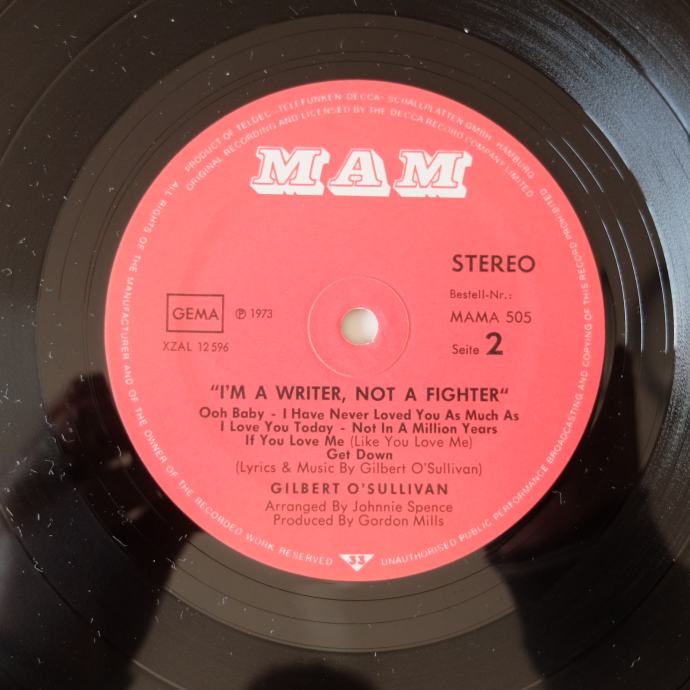 PRODUCT OF TELDEC »TELEFUNKEN-DECCA« SCHALLPLATTEN GMBH · HAMBURG
ORIGINAL RECORDING AND LICENSED BY THE DECCA RECORD COMPANY LIMITED
MAM
STEREO
Bestell-Nr.:
GEMA ℗ 1973 MAMA 505
XZAL 12 596 Seite 2
"I'M A WRITER, NOT A FIGHTER"
Ooh Baby - I Have Never Loved You As Much As
I Love You Today - Not In A Million Years
If You Love Me (Like You Love Me)
Get Down
(Lyrics & Music By Gilbert O'Sullivan)
GILBERT O'SULLIVAN
Arranged By Johnnie Spence
Produced By Gordon Mills
33
ALL RIGHTS OF THE MANUFACTURER AND OF THE OWNER OF THE RECORDED WORK RESERVED
UNAUTHORISED PUBLIC PERFORMANCE BROADCASTING AND COPYING OF THIS RECORD PROHIBITED